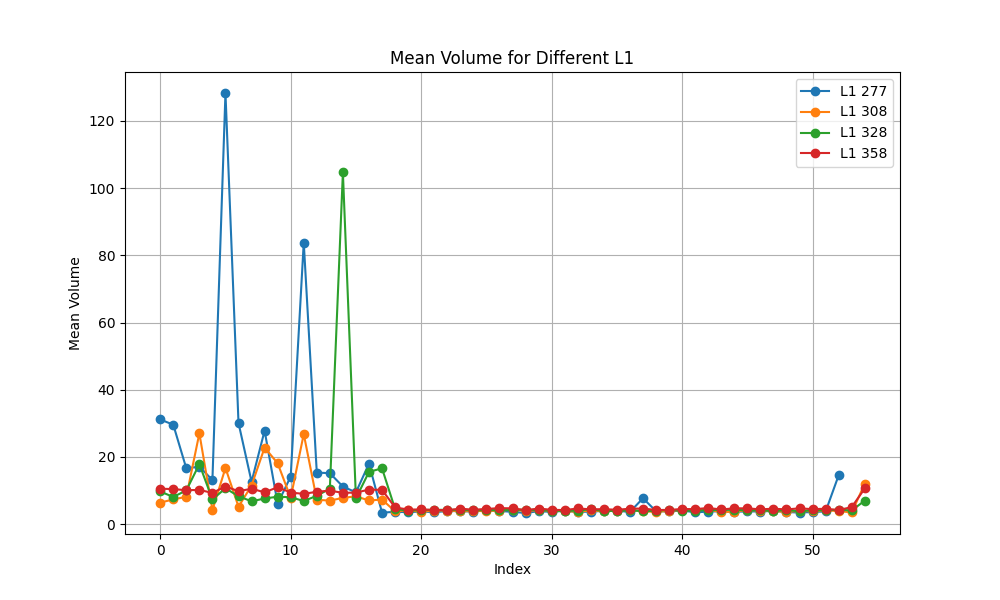 Mean Volume for Different L1
L1 277
L1 308
L1 328
L1 358
Mean Volume
120
100
80
60
40
20
0
0 10 20 30 40 50
Index